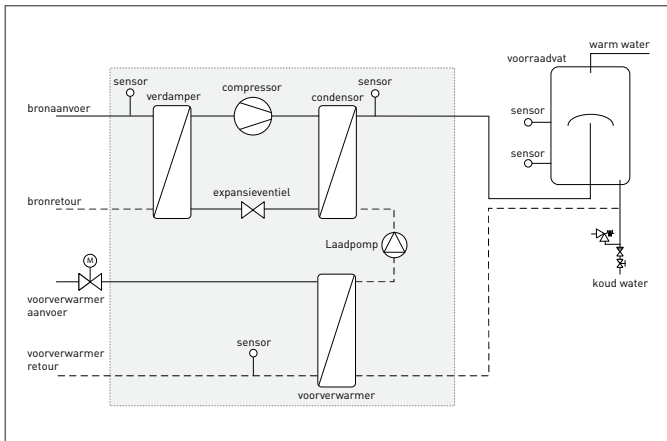 warm water
voorraadvat
sensor
compressor
sensor
verdamper
condensor
bronaanvoer
sensor
sensor
bronretour
expansieventiel
Laadpomp
M
koud water
voorverwarmer
aanvoer
sensor
voorverwarmer
retour
voorverwarmer